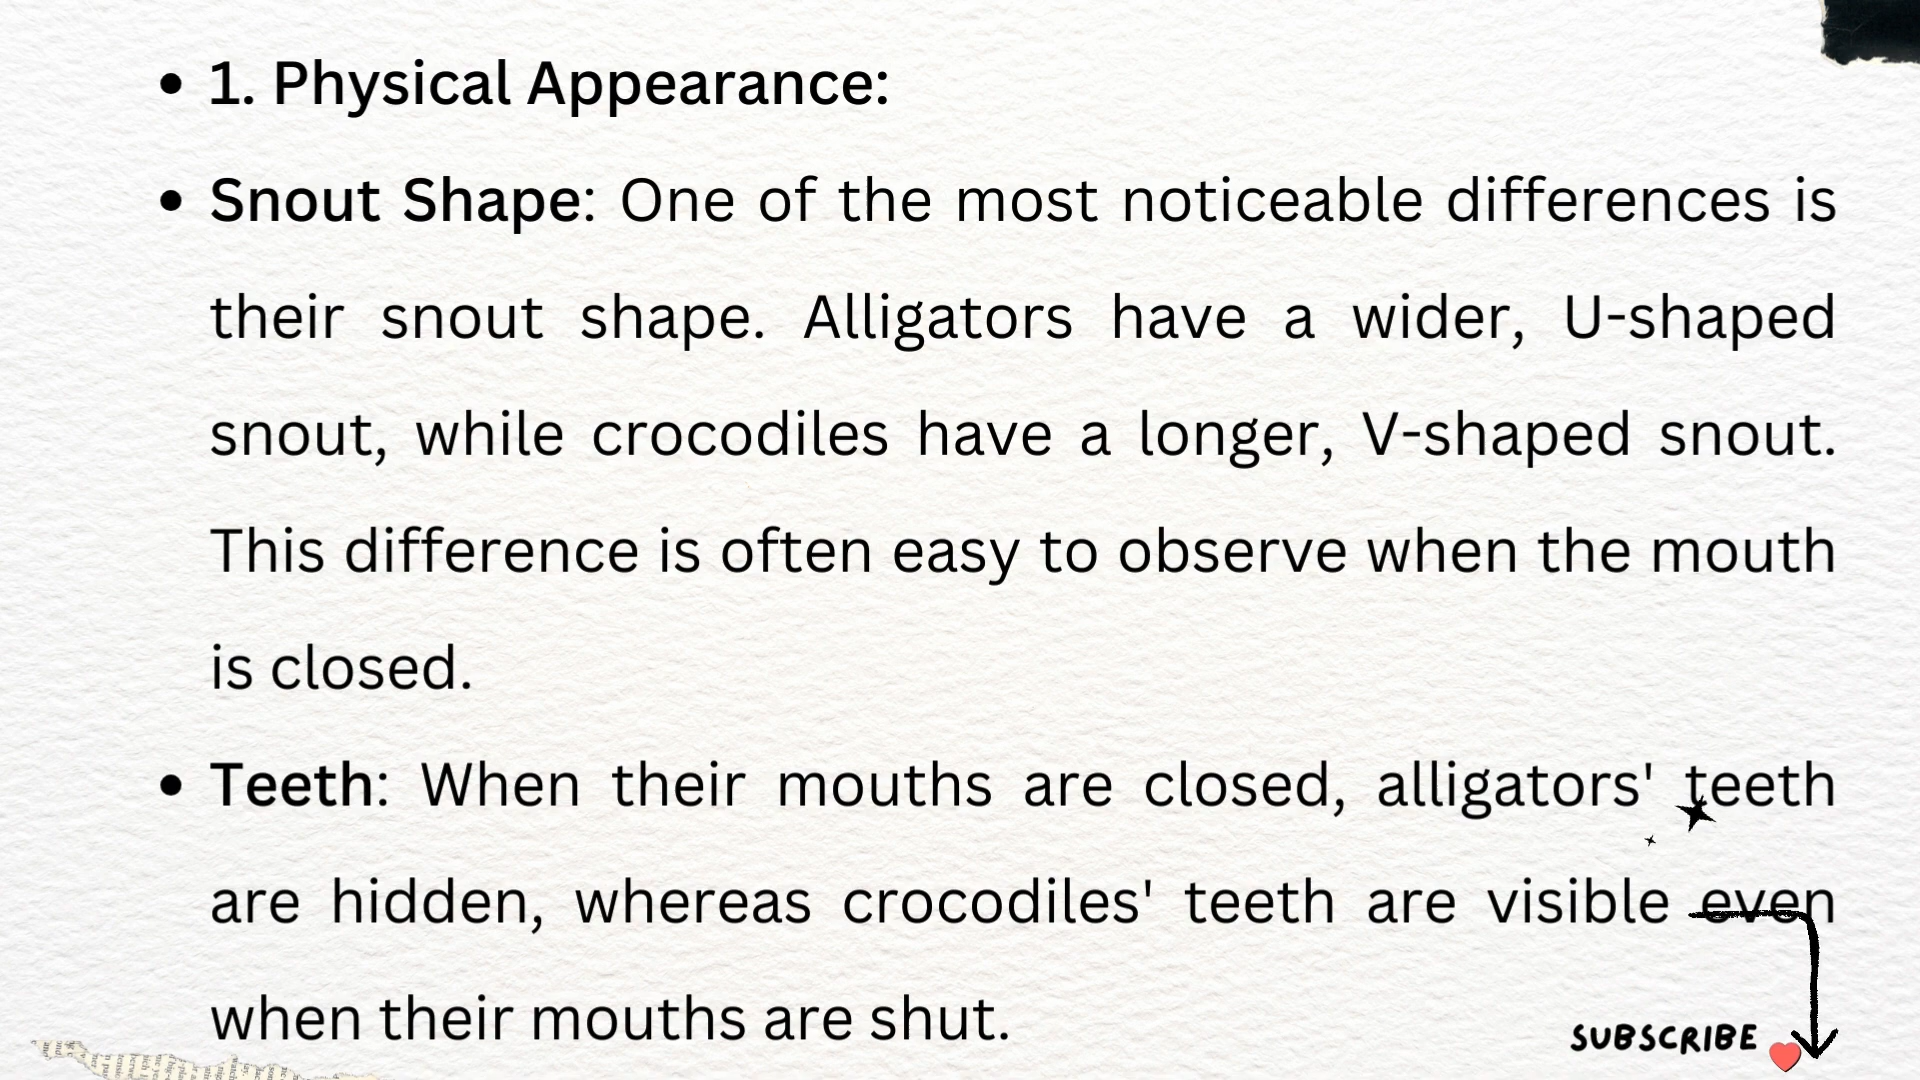 • 1. Physical Appearance:
• Snout Shape: One of the most noticeable differences is
their snout shape. Alligators have a wider, U-shaped
snout, while crocodiles have a longer, V-shaped snout.
This difference is often easy to observe when the mouth
is closed.
• Teeth: When their mouths are closed, alligators' teeth
are hidden, whereas crocodiles' teeth are visible even
when their mouths are shut.
SUBSCRIBE